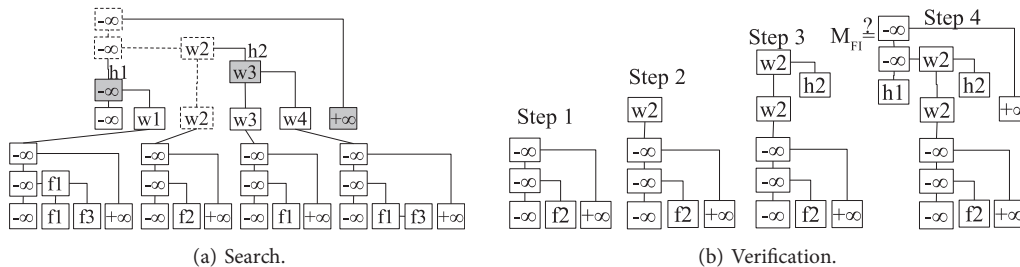 -∞
-∞ w2 h2
h1
-∞ w3
-∞ w1 w2 w3 w4 +∞
-∞ -∞ -∞ -∞
-∞ f1 -∞ -∞ -∞
-∞ f1 f3 +∞ -∞ f2 +∞ -∞ f1 +∞ -∞ f1 f3 +∞
(a) Search.
Step 1
-∞
-∞
-∞ f2 +∞
Step 2
w2
-∞
-∞
-∞ f2 +∞
Step 3
w2
h2
w2
-∞
-∞
-∞ f2 +∞
Step 4
M_FI ≟ -∞
-∞ w2
h1 h2
w2 +∞
-∞
-∞
-∞ f2 +∞
(b) Verification.